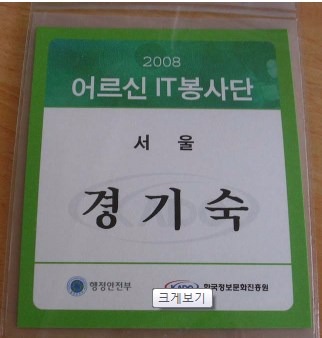 2008
어르신 IT봉사단
서울
경기숙
행정안전부 KADO 한국정보문화진흥원
크게보기